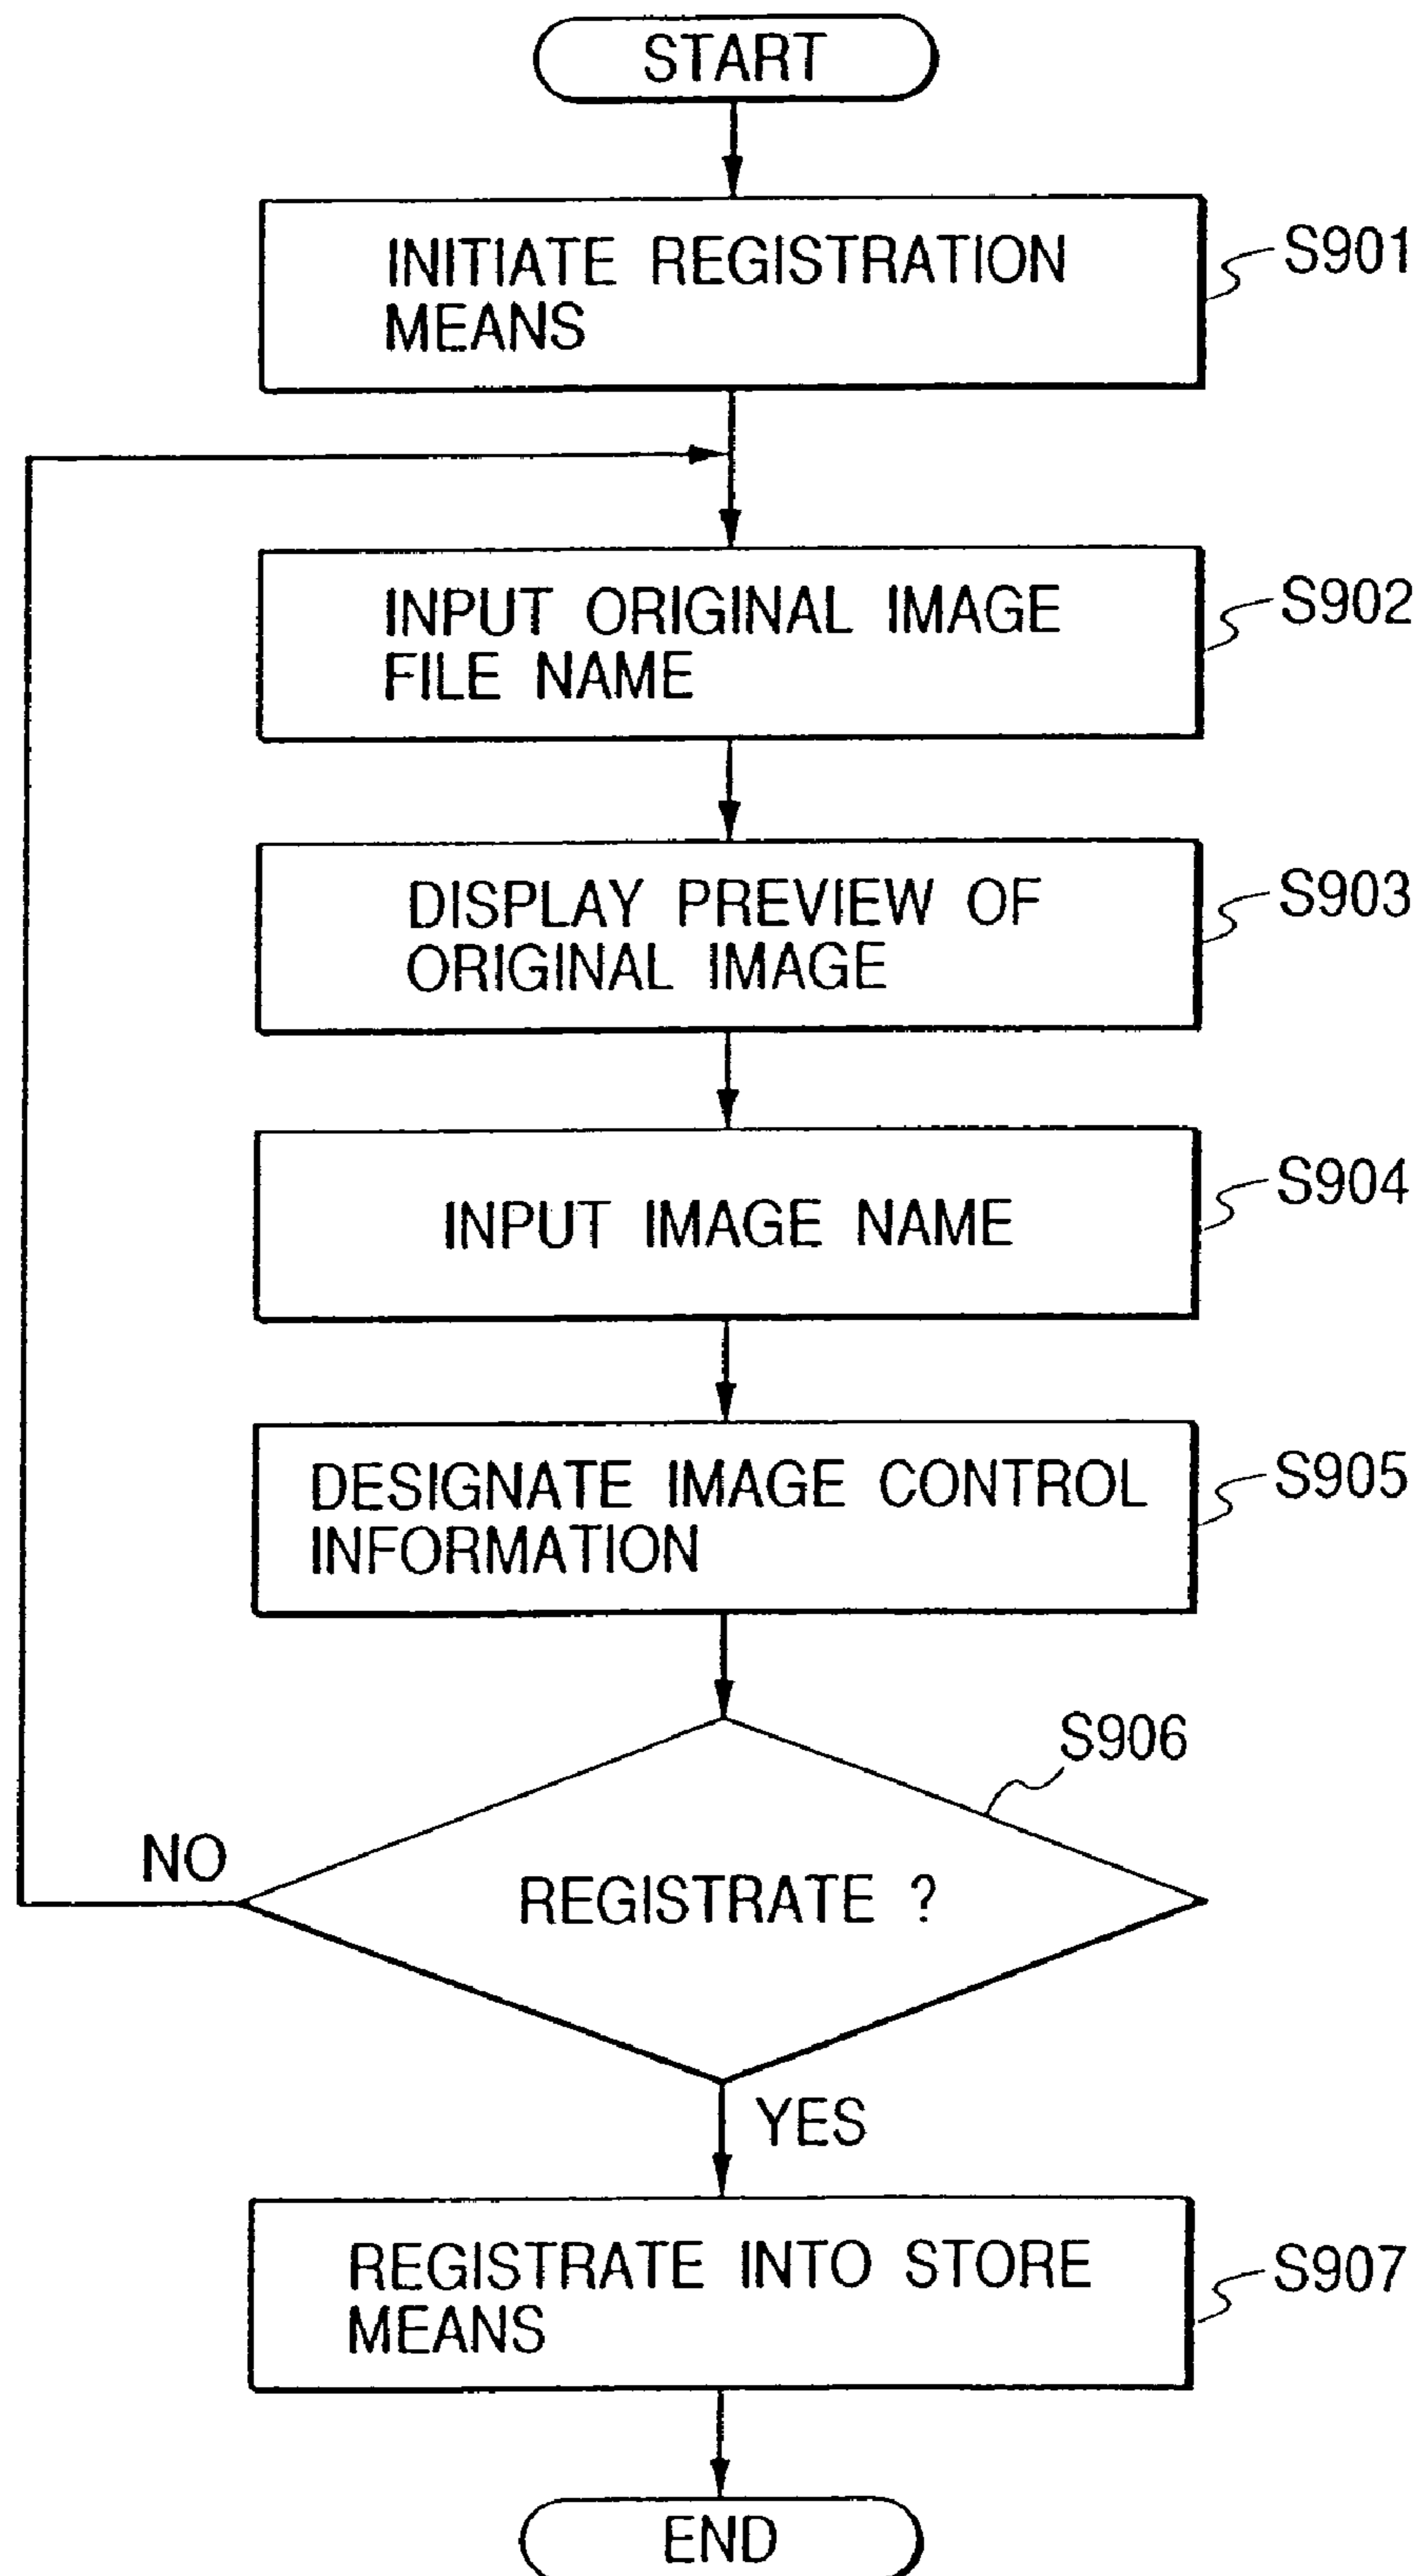 START
INITIATE REGISTRATION
MEANS
S901
INPUT ORIGINAL IMAGE
FILE NAME
S902
DISPLAY PREVIEW OF
ORIGINAL IMAGE
S903
INPUT IMAGE NAME
S904
DESIGNATE IMAGE CONTROL
INFORMATION
S905
S906
NO
REGISTRATE ?
YES
REGISTRATE INTO STORE
MEANS
S907
END